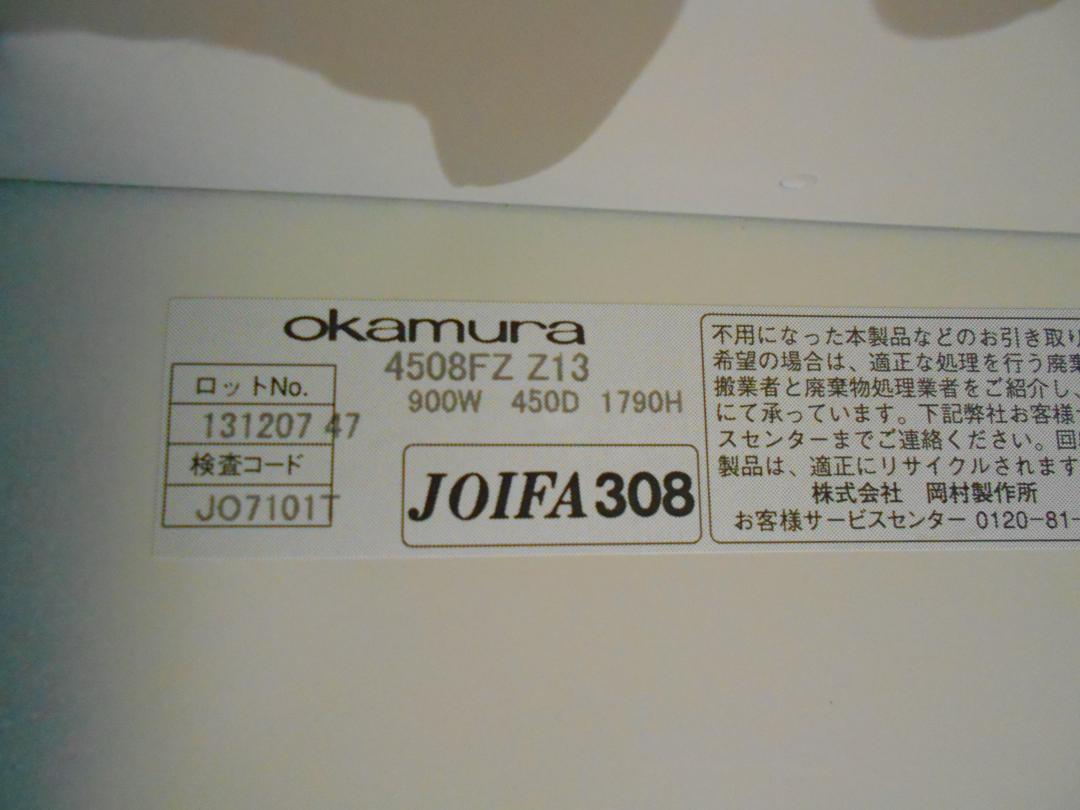 okamura
4508FZ Z13
900W 450D 1790H
ロットNo.
131207 47
検査コード
JO7101T
JOIFA308
不用になった本製品などのお引き取り
希望の場合は、適正な処理を行う廃棄
搬業者と廃棄物処理業者をご紹介し、
にて承っています。下記弊社お客様サ
スセンターまでご連絡ください。回収
製品は、適正にリサイクルされます
株式会社 岡村製作所
お客様サービスセンター 0120-81-